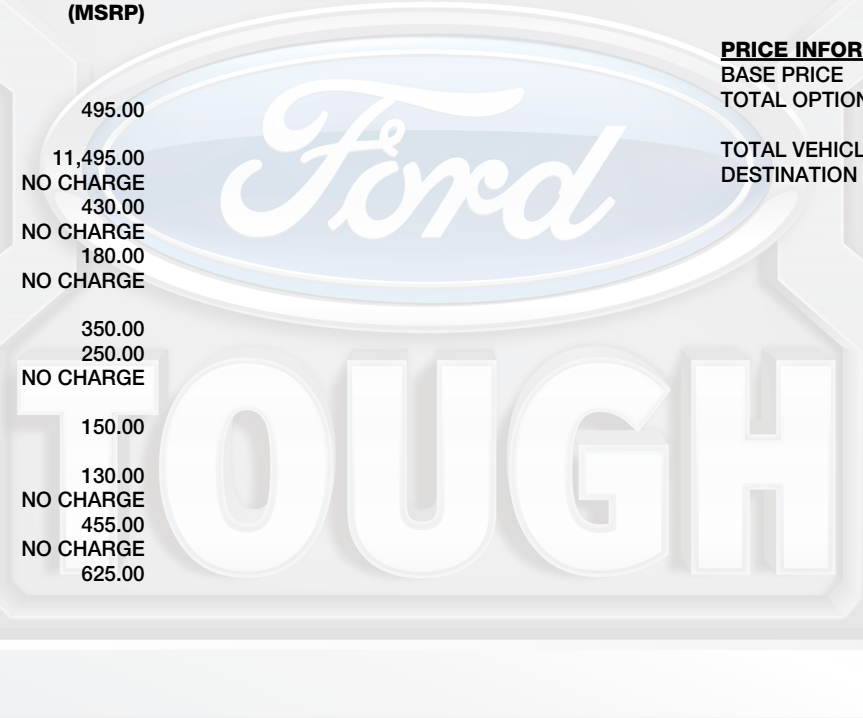 (MSRP)
495.00
11,495.00
NO CHARGE
430.00
NO CHARGE
180.00
NO CHARGE
350.00
250.00
NO CHARGE
150.00
130.00
NO CHARGE
455.00
NO CHARGE
625.00
PRICE INFOR
BASE PRICE
TOTAL OPTION
TOTAL VEHICL
DESTINATION
Ford
TOUGH